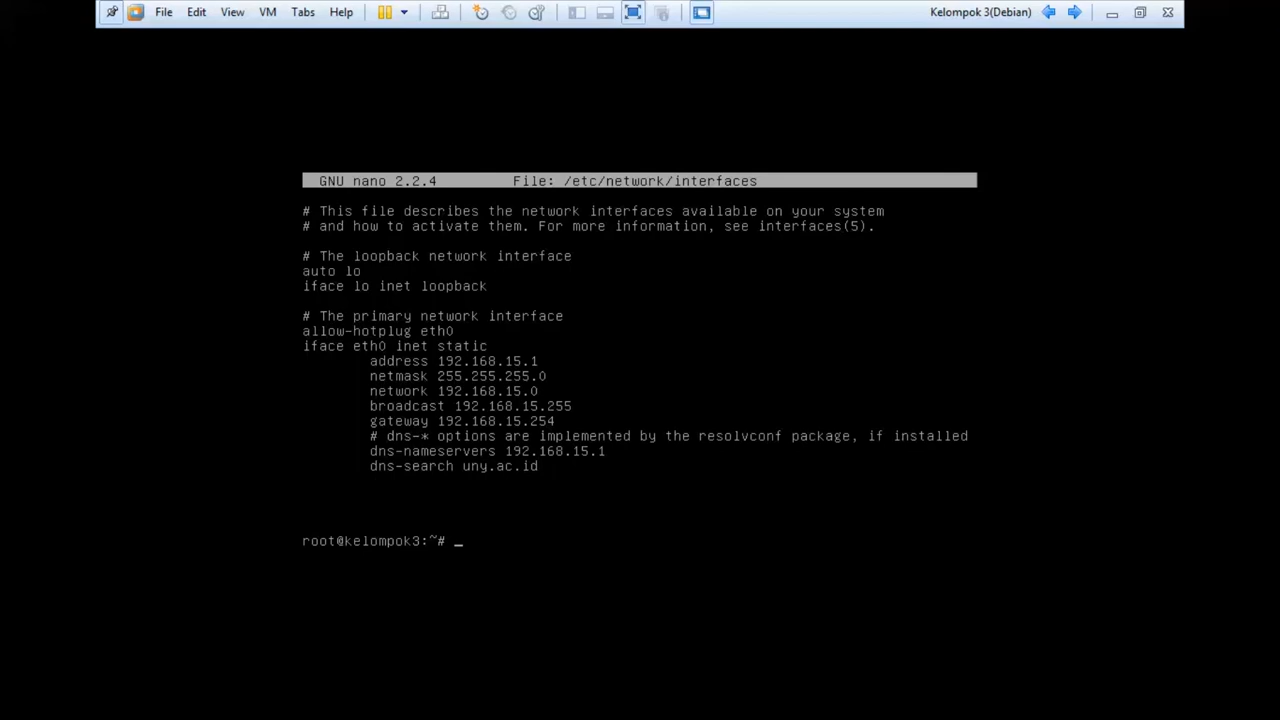 File Edit View VM Tabs Help Kelompok 3(Debian)
GNU nano 2.2.4 File: /etc/network/interfaces
# This file describes the network interfaces available on your system
# and how to activate them. For more information, see interfaces(5).
# The loopback network interface
auto lo
iface lo inet loopback
# The primary network interface
allow-hotplug eth0
iface eth0 inet static
address 192.168.15.1
netmask 255.255.255.0
network 192.168.15.0
broadcast 192.168.15.255
gateway 192.168.15.254
# dns-* options are implemented by the resolvconf package, if installed
dns-nameservers 192.168.15.1
dns-search uny.ac.id
root@kelompok3:~# _